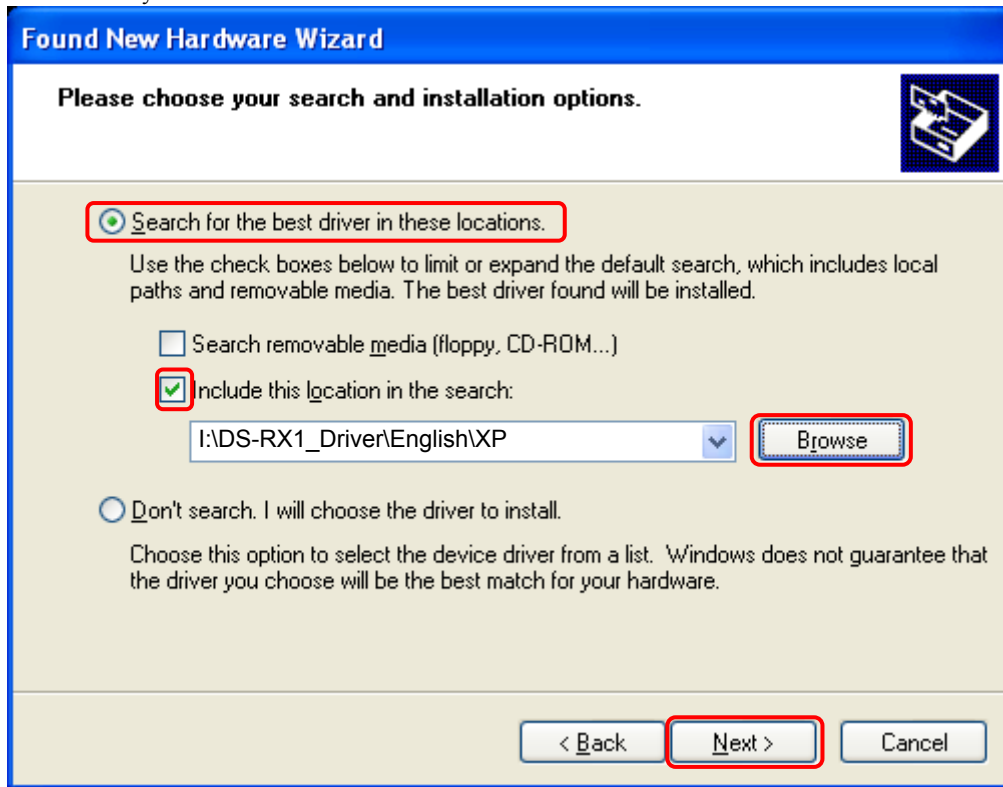 Found New Hardware Wizard
Please choose your search and installation options.
Search for the best driver in these locations.
Use the check boxes below to limit or expand the default search, which includes local
paths and removable media. The best driver found will be installed.
Search removable media (floppy, CD-ROM...)
Include this location in the search:
I:\DS-RX1_Driver\English\XP
Browse
Don't search. I will choose the driver to install.
Choose this option to select the device driver from a list. Windows does not guarantee that
the driver you choose will be the best match for your hardware.
< Back Next > Cancel